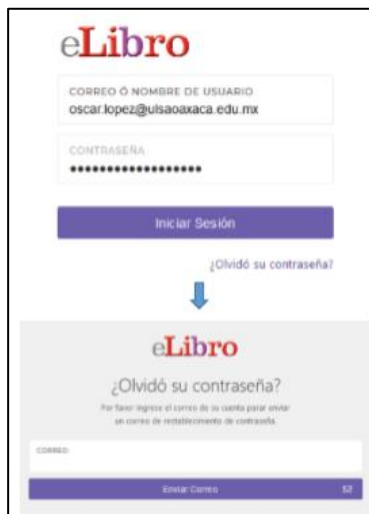 eLibro
CORREO Ó NOMBRE DE USUARIO
oscar.lopez@ulsaoaxaca.edu.mx
CONTRASEÑA
••••••••••••••••••
Iniciar Sesión
¿Olvidó su contraseña?
eLibro
¿Olvidó su contraseña?
Por favor ingrese el correo de su cuenta parar enviar
un correo de restablecimiento de contraseña.
CORREO
Enviar Correo